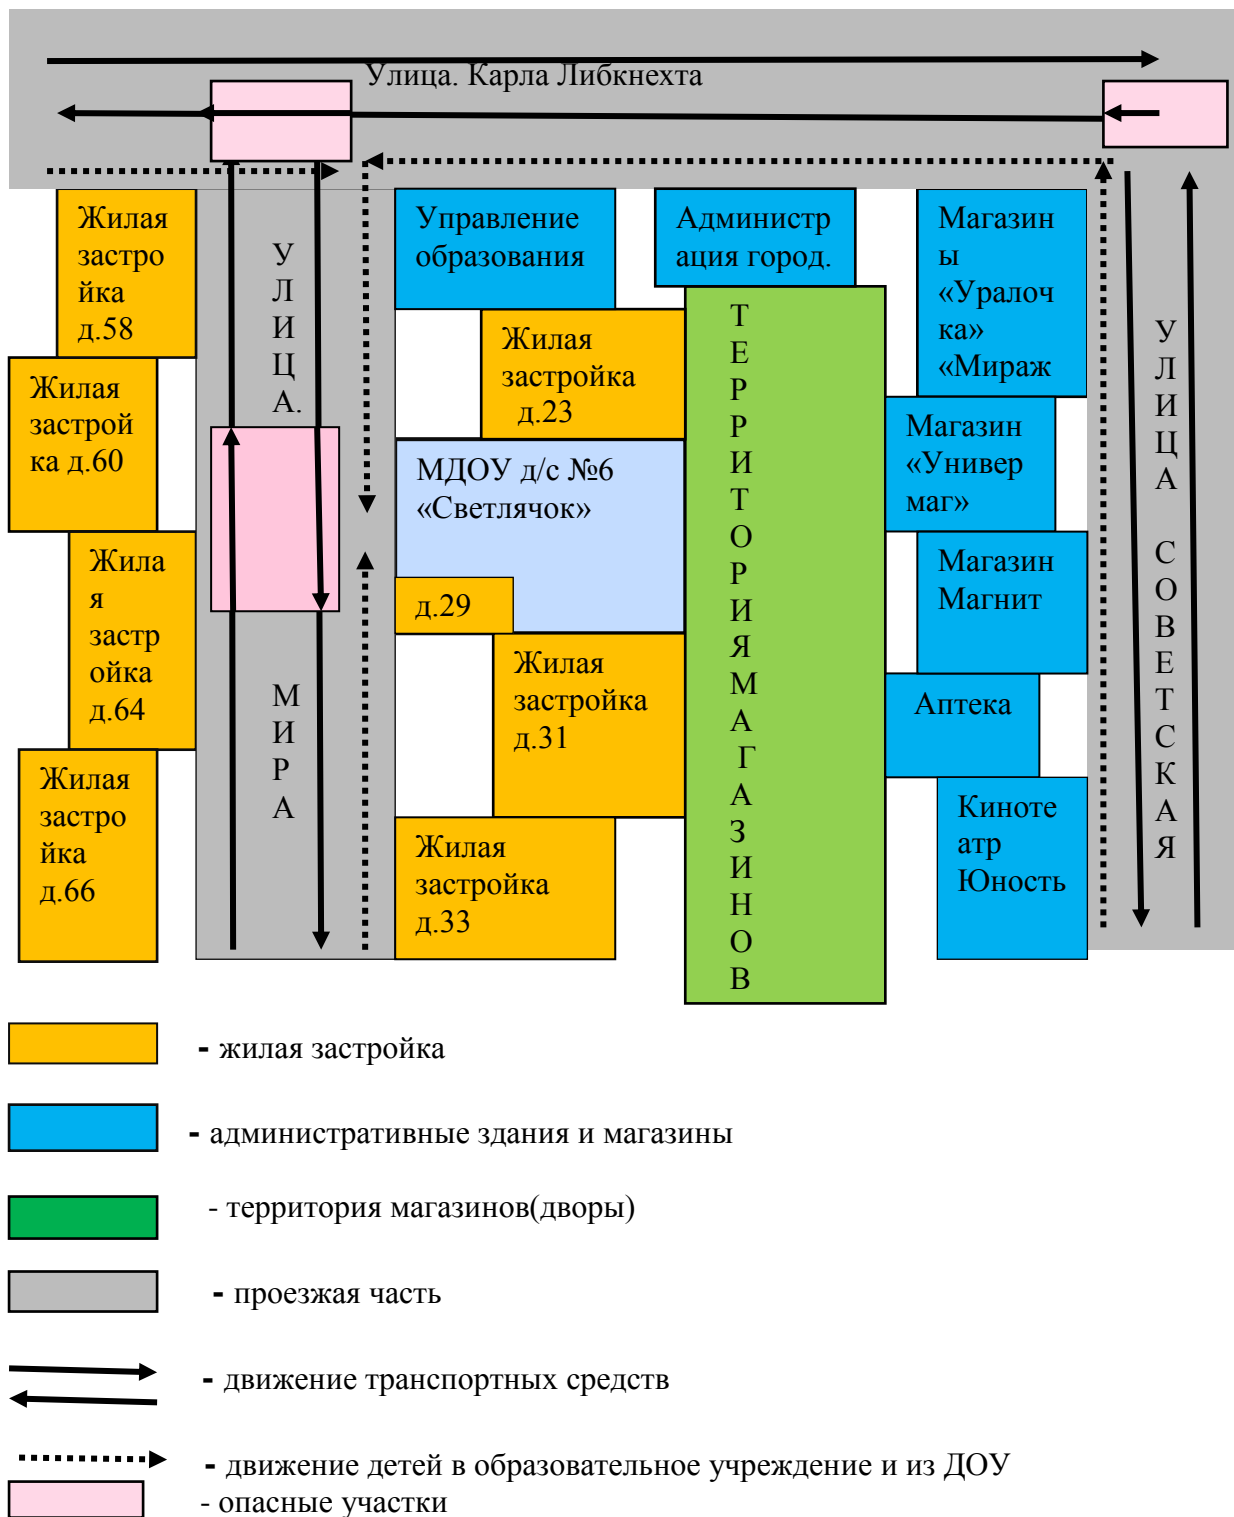 Улица. Карла Либкнехта
Жилая
застро
йка
д.58
Жилая
застрой
ка д.60
Жила
я
застр
ойка
д.64
Жилая
застро
йка
д.66
У
Л
И
Ц
А.
М
И
Р
А
Управление
образования
Жилая
застройка
д.23
МДОУ д/с №6
«Светлячок»
д.29
Жилая
застройка
д.31
Жилая
застройка
д.33
Администр
ация город.
Т
Е
Р
Р
И
Т
О
Р
И
Я
М
А
Г
А
З
И
Н
О
В
Магазин
ы
«Уралоч
ка»
«Мираж
Магазин
«Универ
маг»
Магазин
Магнит
Аптека
Киноте
атр
Юность
У
Л
И
Ц
А
С
О
В
Е
Т
С
К
А
Я
- жилая застройка
- административные здания и магазины
- территория магазинов(дворы)
- проезжая часть
- движение транспортных средств
- движение детей в образовательное учреждение и из ДОУ
- опасные участки